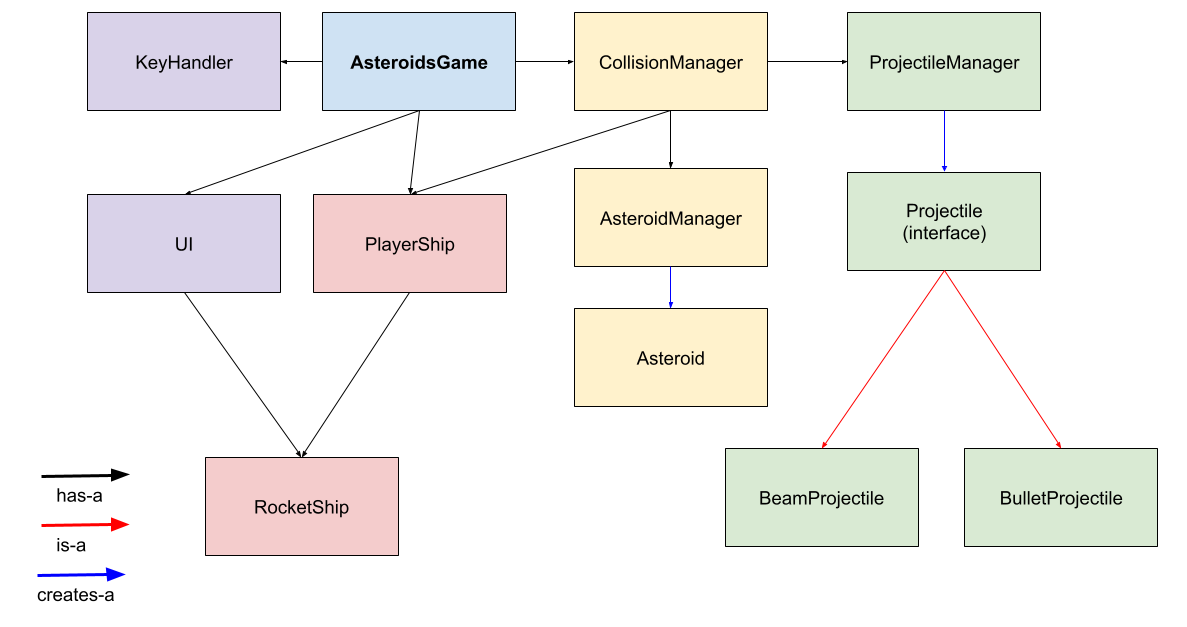 KeyHandler
AsteroidsGame
CollisionManager
ProjectileManager
UI
PlayerShip
AsteroidManager
Projectile
(interface)
Asteroid
RocketShip
BeamProjectile
BulletProjectile
has-a
is-a
creates-a